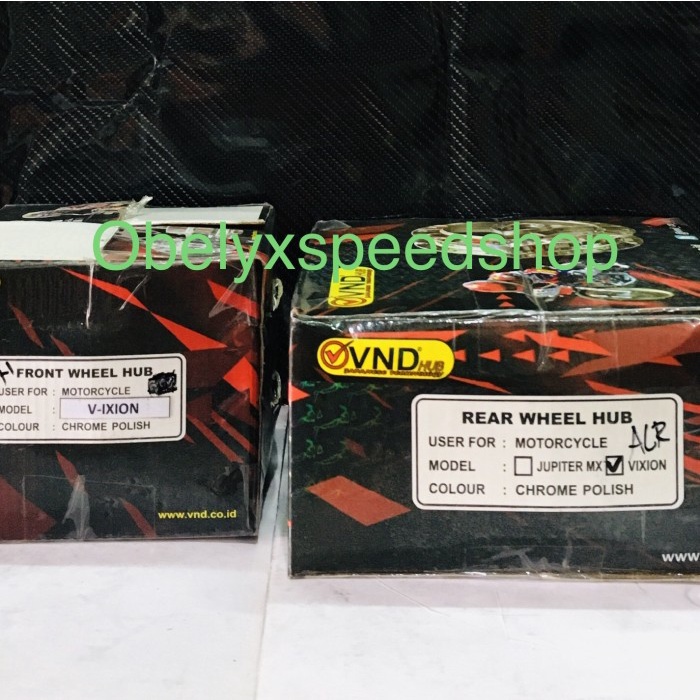 Obelyxspeedshop
FRONT WHEEL HUB
USER FOR : MOTORCYCLE
MODEL : V-IXION
COLOUR : CHROME POLISH
www.vnd.co.id
VND
VND HUB
REAR WHEEL HUB
USER FOR : MOTORCYCLE
MODEL : JUPITER MX VIXION
COLOUR : CHROME POLISH
www